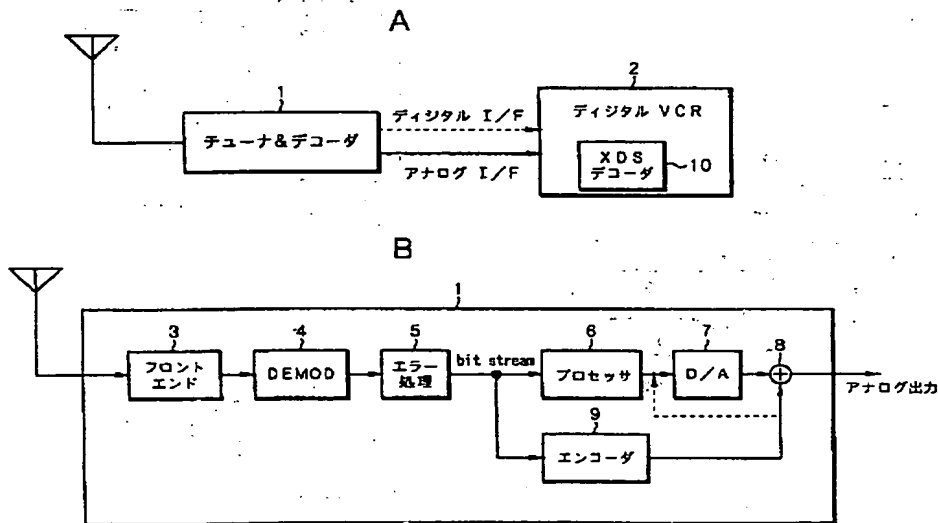 A
1
チューナ&デコーダ
ディジタル I/F
アナログ I/F
2
ディジタル VCR
XDS
デコーダ
10
B
1
3
フロント
エンド
4
DEMOD
5
エラー
処理
bit stream
6
プロセッサ
7
D/A
8
アナログ出力
9
エンコーダ